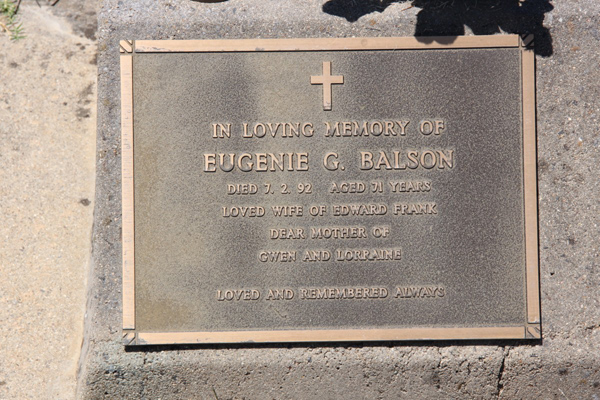 IN LOVING MEMORY OF
EUGENIE G. BALSON
DIED 7. 2. 92 AGED 71 YEARS
LOVED WIFE OF EDWARD FRANK
DEAR MOTHER OF
GWEN AND LORRAINE
LOVED AND REMEMBERED ALWAYS